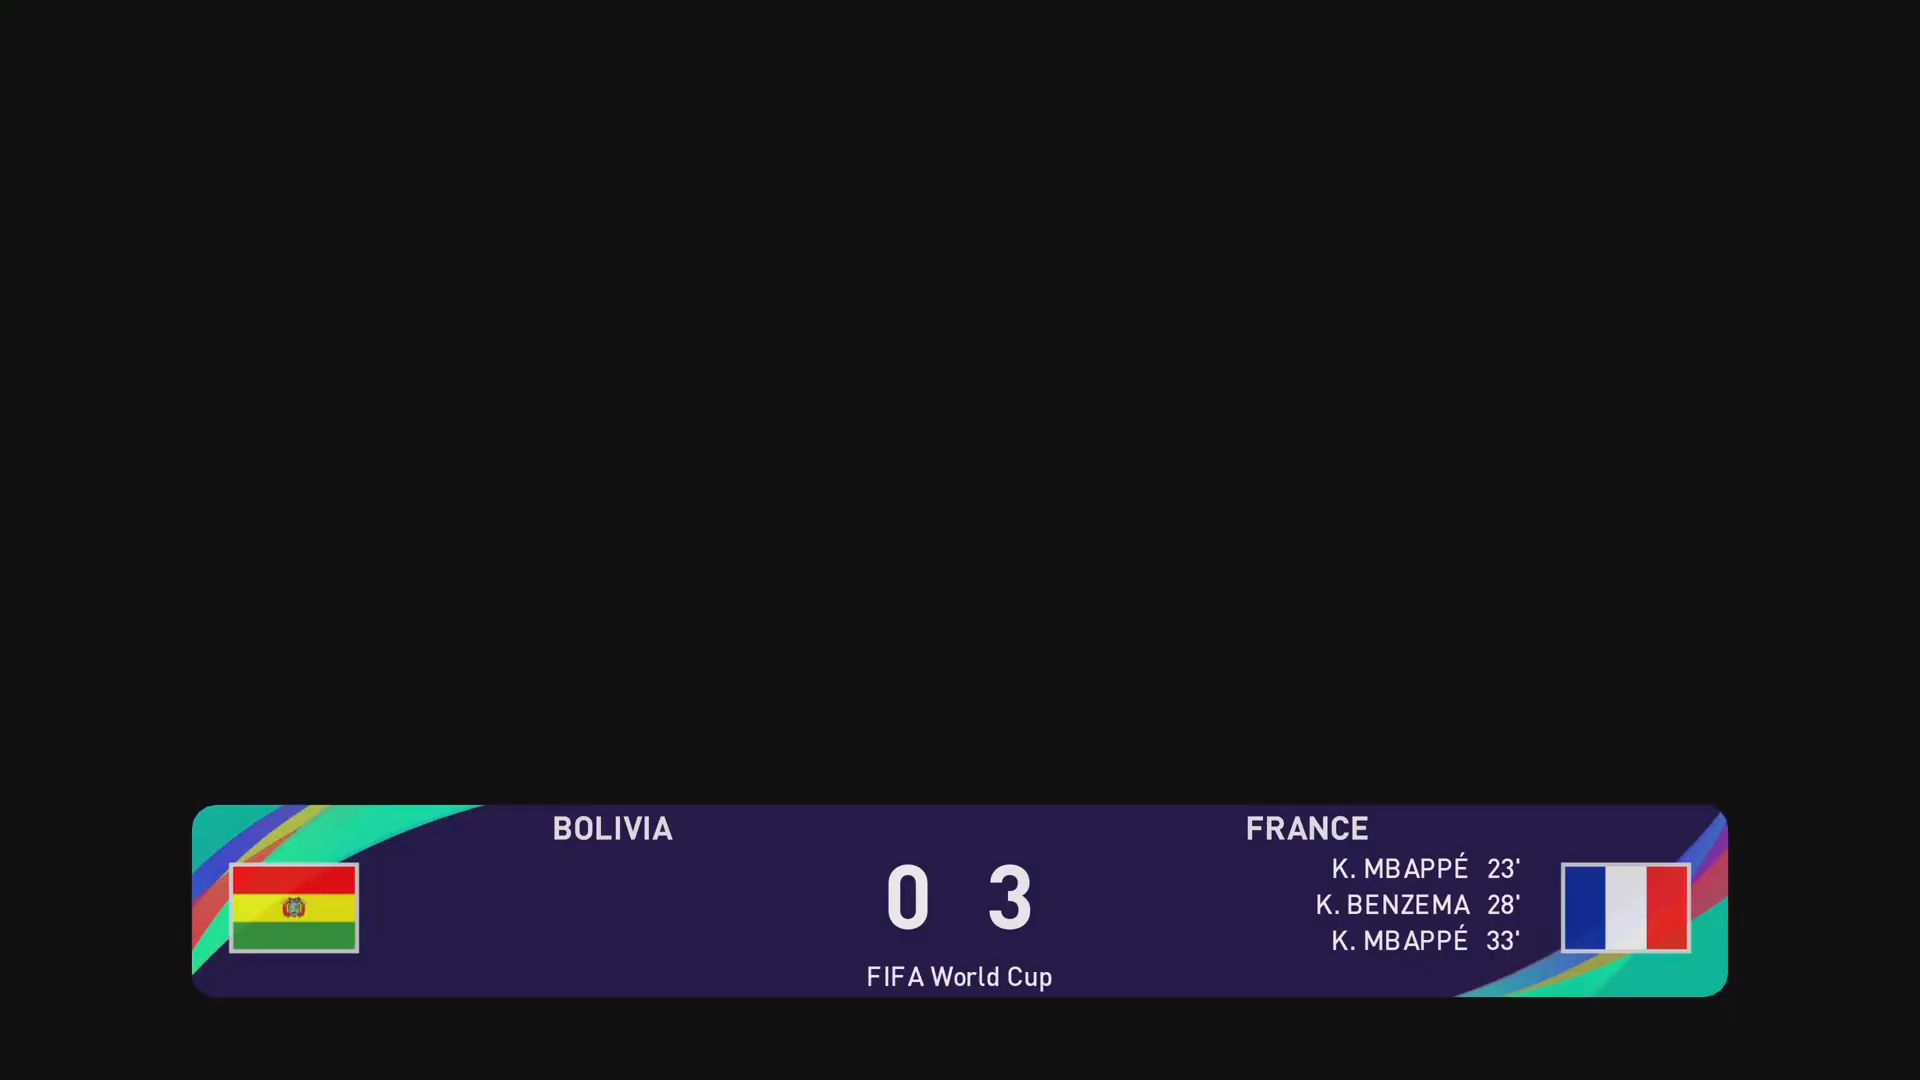 BOLIVIA
FRANCE
0 3
K. MBAPPÉ 23'
K. BENZEMA 28'
K. MBAPPÉ 33'
FIFA World Cup